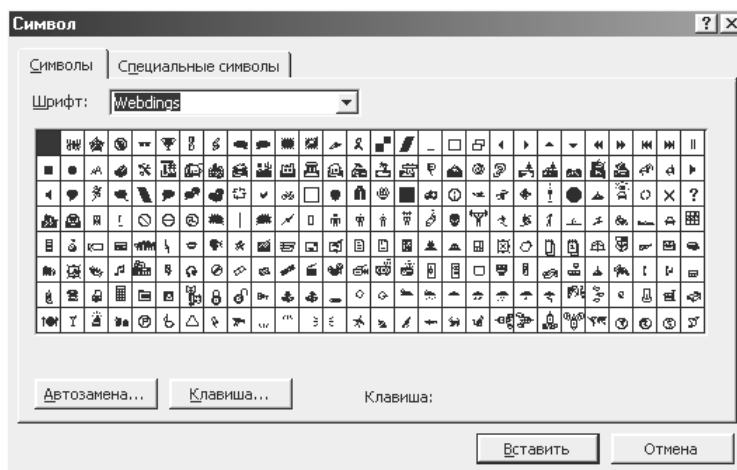 Символ
Символы
Специальные символы
Шрифт: Webdings
Автозамена...
Клавиша...
Клавиша:
Вставить
Отмена